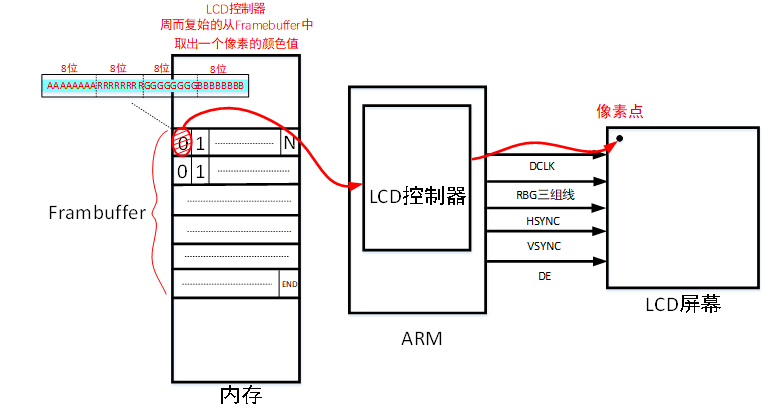 LCD控制器
周而复始的从Framebuffer中
取出一个像素的颜色值
8位 8位 8位 8位
AAAAAAAARRRRRRRRGGGGGGGGBBBBBBBB
0 1 N
0 1
Frambuffer
END
内存
LCD控制器
ARM
像素点
DCLK
RBG三组线
HSYNC
VSYNC
DE
LCD屏幕